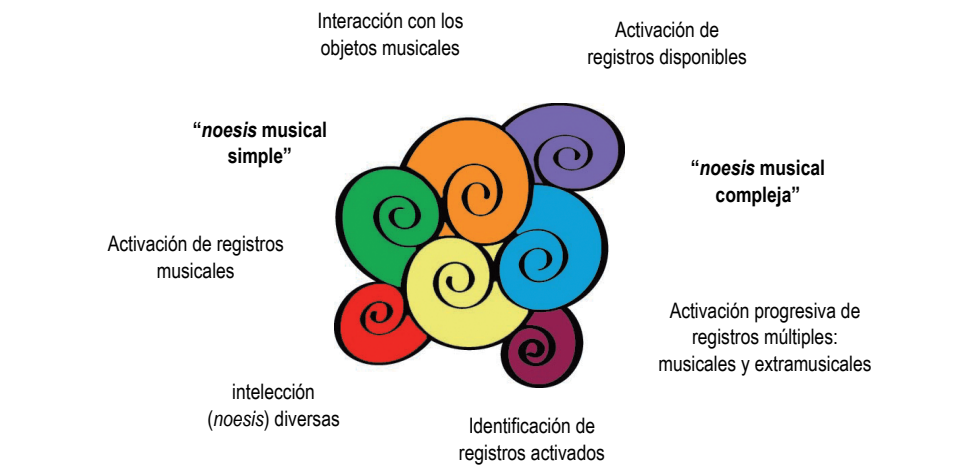 Interacción con los
objetos musicales
Activación de
registros disponibles
“noesis musical
simple”
“noesis musical
compleja”
Activación de registros
musicales
Activación progresiva de
registros múltiples:
musicales y extramusicales
intelección
(noesis) diversas
Identificación de
registros activados